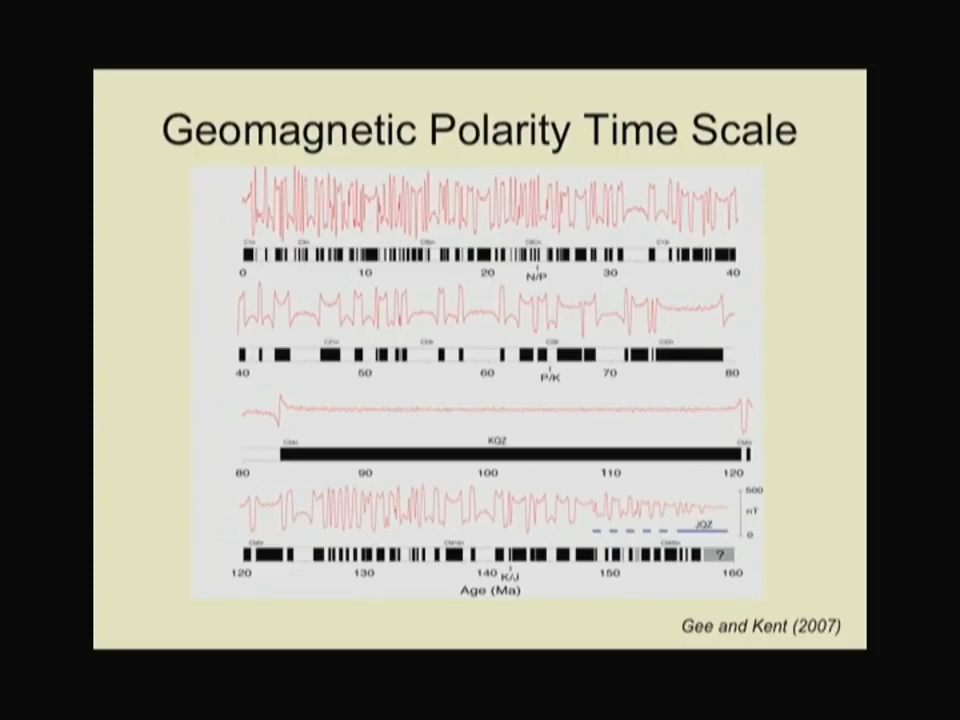 Geomagnetic Polarity Time Scale
0 10 20 30 40
N/P
40 50 60 70 80
P/K
KQZ
80 90 100 110 120
500
nT
0
JQZ
?
120 130 140 150 160
K/J
Age (Ma)
Gee and Kent (2007)